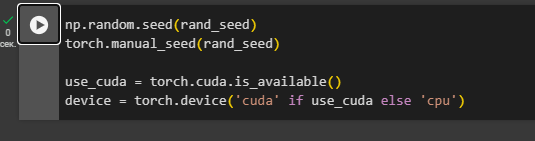 np.random.seed(rand_seed)
torch.manual_seed(rand_seed)
0
сек.
use_cuda = torch.cuda.is_available()
device = torch.device('cuda' if use_cuda else 'cpu')